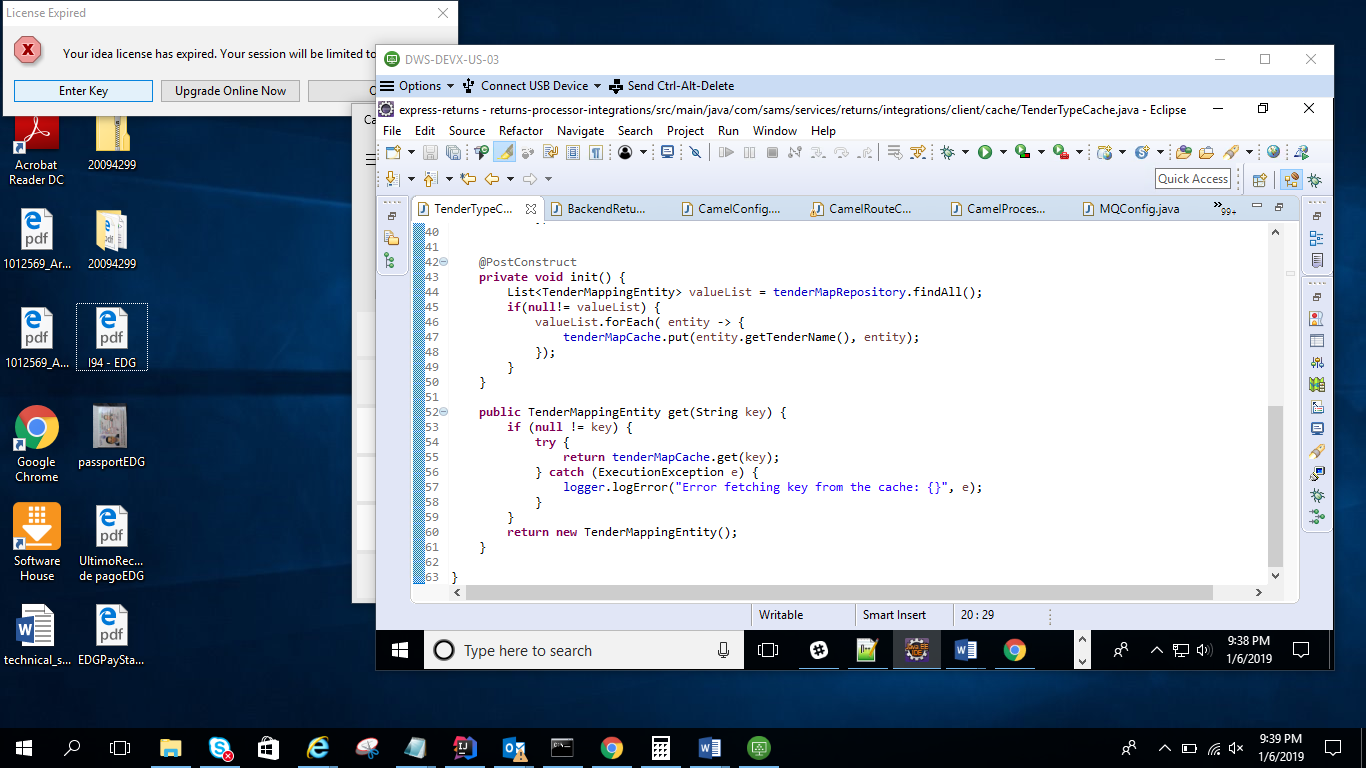 License Expired
Your idea license has expired. Your session will be limited to
Enter Key
Upgrade Online Now
Acrobat
Reader DC
20094299
1012569_Ar...
20094299
1012569_A...
I94 - EDG
Google
Chrome
passportEDG
Software
House
UltimoRec...
de pagoEDG
technical_s...
EDGPaySta...
DWS-DEVX-US-03
Options
Connect USB Device
Send Ctrl-Alt-Delete
express-returns - returns-processor-integrations/src/main/java/com/sams/services/returns/integrations/client/cache/TenderTypeCache.java - Eclipse
File Edit Source Refactor Navigate Search Project Run Window Help
Quick Access
TenderTypeC... BackendRetu... CamelConfig.... CamelRouteC... CamelProces... MQConfig.java 99+
40
41
42 @PostConstruct
43 private void init() {
44 List<TenderMappingEntity> valueList = tenderMapRepository.findAll();
45 if(null!= valueList) {
46 valueList.forEach( entity -> {
47 tenderMapCache.put(entity.getTenderName(), entity);
48 });
49 }
50 }
51
52 public TenderMappingEntity get(String key) {
53 if (null != key) {
54 try {
55 return tenderMapCache.get(key);
56 } catch (ExecutionException e) {
57 logger.logError("Error fetching key from the cache: {}", e);
58 }
59 }
60 return new TenderMappingEntity();
61 }
62
63 }
Writable Smart Insert 20 : 29
Type here to search
9:38 PM
1/6/2019
9:39 PM
1/6/2019